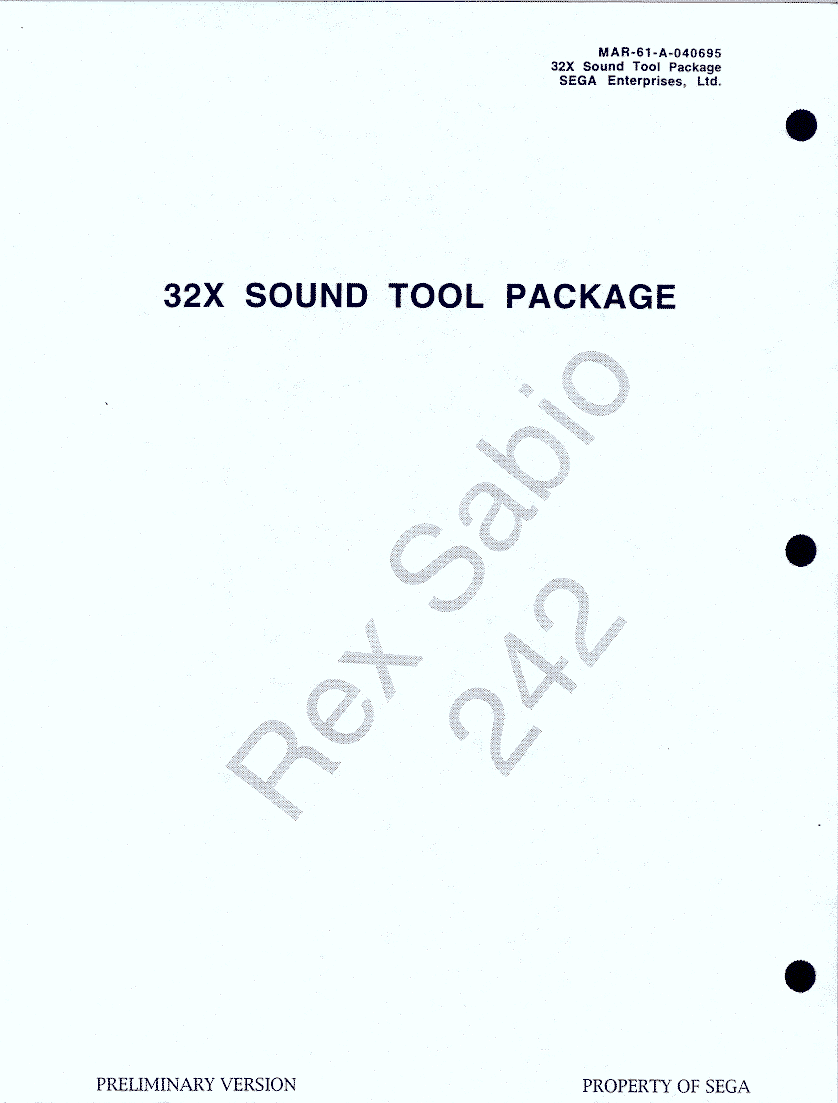 MAR-61-A-040695
32X Sound Tool Package
SEGA Enterprises, Ltd.
32X SOUND TOOL PACKAGE
Rex Sabio
242
PRELIMINARY VERSION
PROPERTY OF SEGA